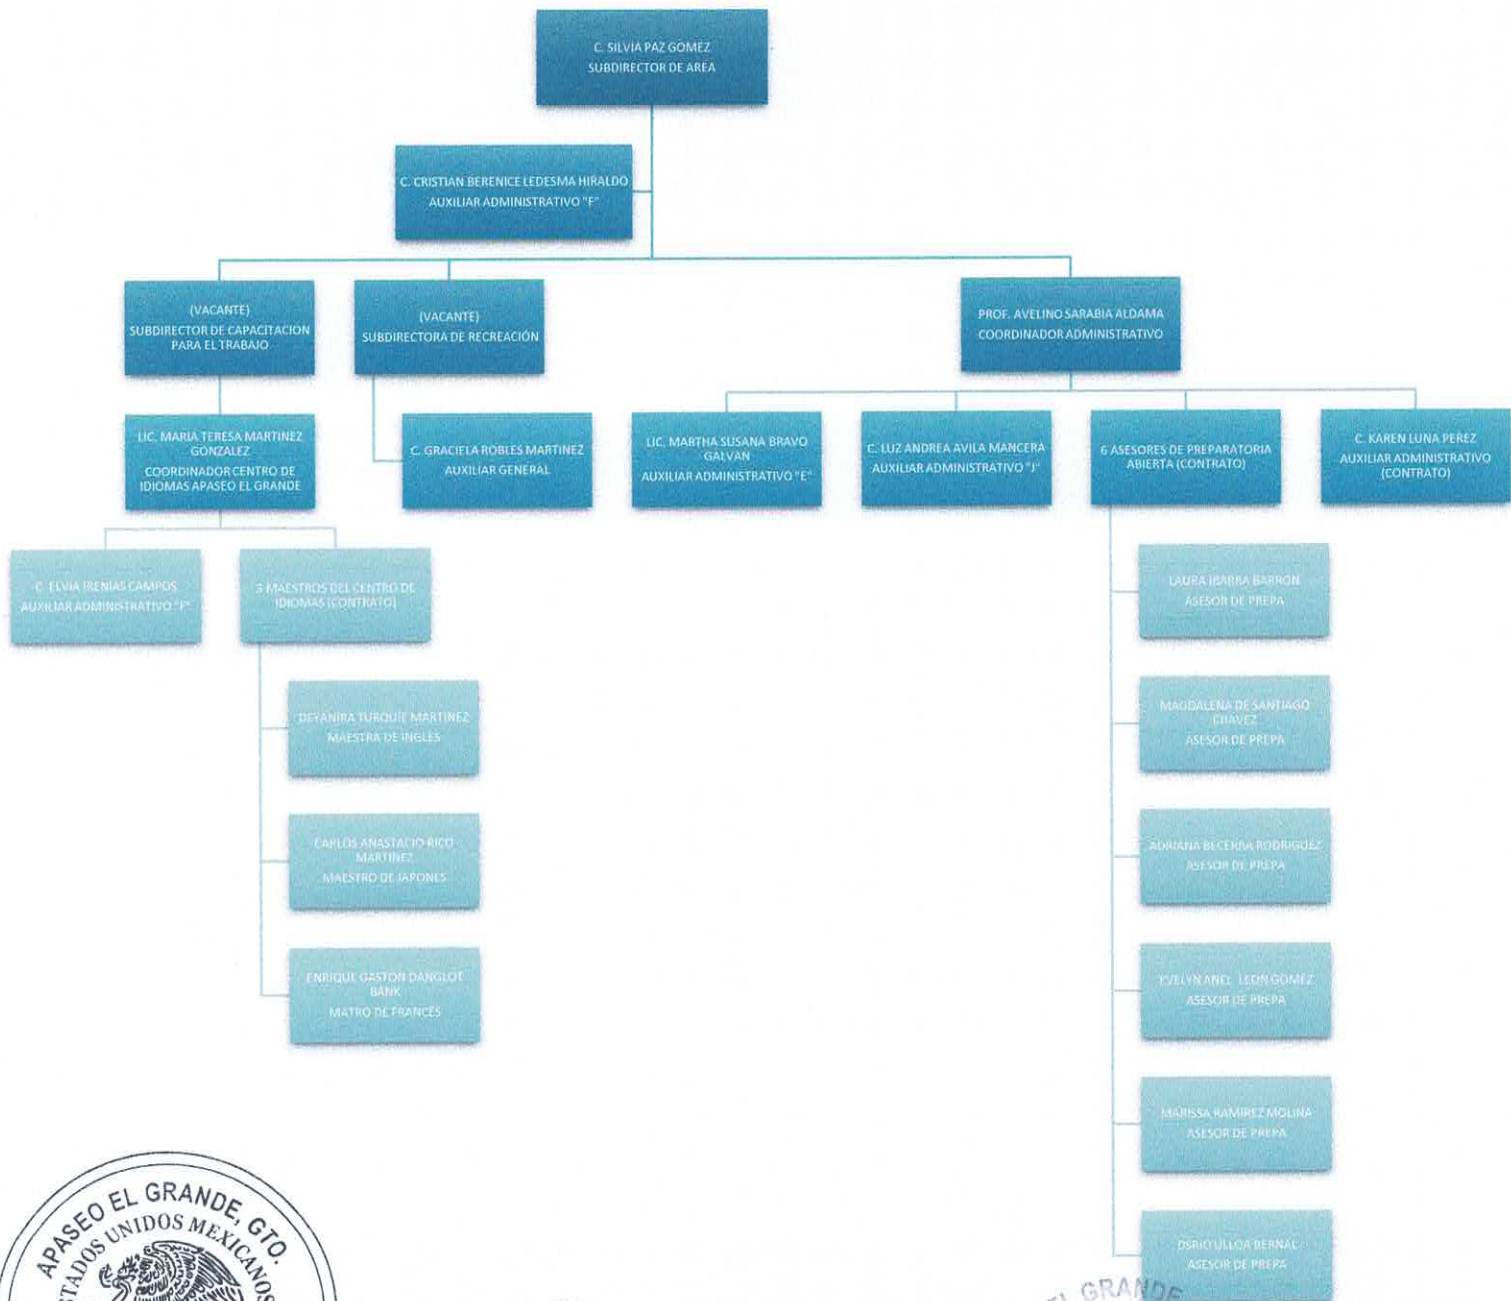 C. SILVIA PAZ GOMEZ
SUBDIRECTOR DE AREA
C. CRISTIAN BERENICE LEDESMA HIRALDO
AUXILIAR ADMINISTRATIVO "F"
(VACANTE)
SUBDIRECTOR DE CAPACITACION
PARA EL TRABAJO
(VACANTE)
SUBDIRECTORA DE RECREACIÓN
PROF. AVELINO SARABIA ALDAMA
COORDINADOR ADMINISTRATIVO
LIC. MARIA TERESA MARTINEZ
GONZALEZ
COORDINADOR CENTRO DE
IDIOMAS APASEO EL GRANDE
C. GRACIELA ROBLES MARTINEZ
AUXILIAR GENERAL
LIC. MARTHA SUSANA BRAVO
GALVAN
AUXILIAR ADMINISTRATIVO "E"
C. LUZ ANDREA AVILA MANCERA
AUXILIAR ADMINISTRATIVO "J"
6 ASESORES DE PREPARATORIA
ABIERTA (CONTRATO)
C. KAREN LUNA PEREZ
AUXILIAR ADMINISTRATIVO
(CONTRATO)
C. ELVIA IRENIAS CAMPOS
AUXILIAR ADMINISTRATIVO "F"
3 MAESTROS DEL CENTRO DE
IDIOMAS (CONTRATO)
DEYANIRA TURQUIE MARTINEZ
MAESTRA DE INGLES
CARLOS ANASTACIO RICO
MARTINEZ
MAESTRO DE JAPONES
ENRIQUE GASTON DANGLOT
BANK
MATRO DE FRANCES
LAURA IBARRA BARRON
ASESOR DE PREPA
MAGDALENA DE SANTIAGO
CHAVEZ
ASESOR DE PREPA
ADRIANA BECERRA RODRIGUEZ
ASESOR DE PREPA
EVELYN ANEL LEON GOMEZ
ASESOR DE PREPA
MARISSA RAMIREZ MOLINA
ASESOR DE PREPA
OSRIO ULLOA BERNAL
ASESOR DE PREPA
APASEO EL GRANDE, GTO.
ESTADOS UNIDOS MEXICANOS
EL GRANDE